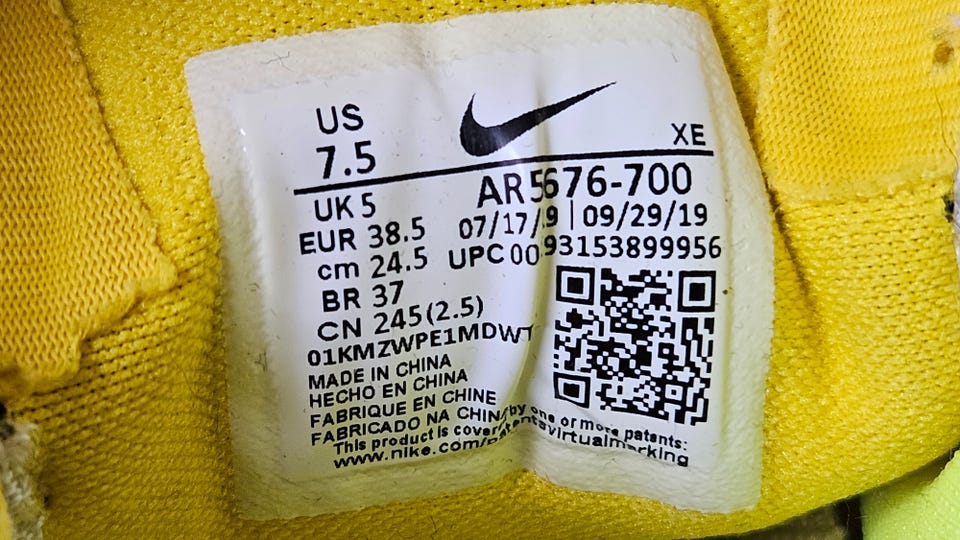 US
7.5
XE
UK 5
AR5676-700
EUR 38.5
07/17/19 | 09/29/19
cm 24.5
UPC 00193153899956
BR 37
CN 245(2.5)
01KMZWPE1MDWT
MADE IN CHINA
HECHO EN CHINA
FABRIQUE EN CHINE
FABRICADO NA CHINA
This product is covered by one or more patents:
www.nike.com/patentsvirtualmarking